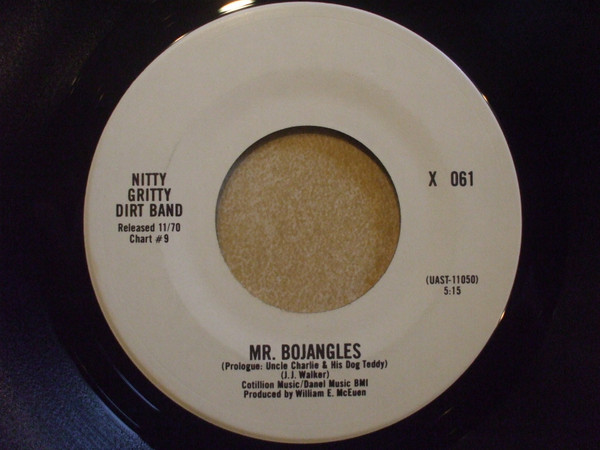 NITTY
GRITTY
DIRT BAND
Released 11/70
Chart #9
X 061
(UAST-11050)
5:15
MR. BOJANGLES
(Prologue: Uncle Charlie & His Dog Teddy)
(J.J. Walker)
Cotillion Music/Danel Music BMI
Produced by William E. McEuen